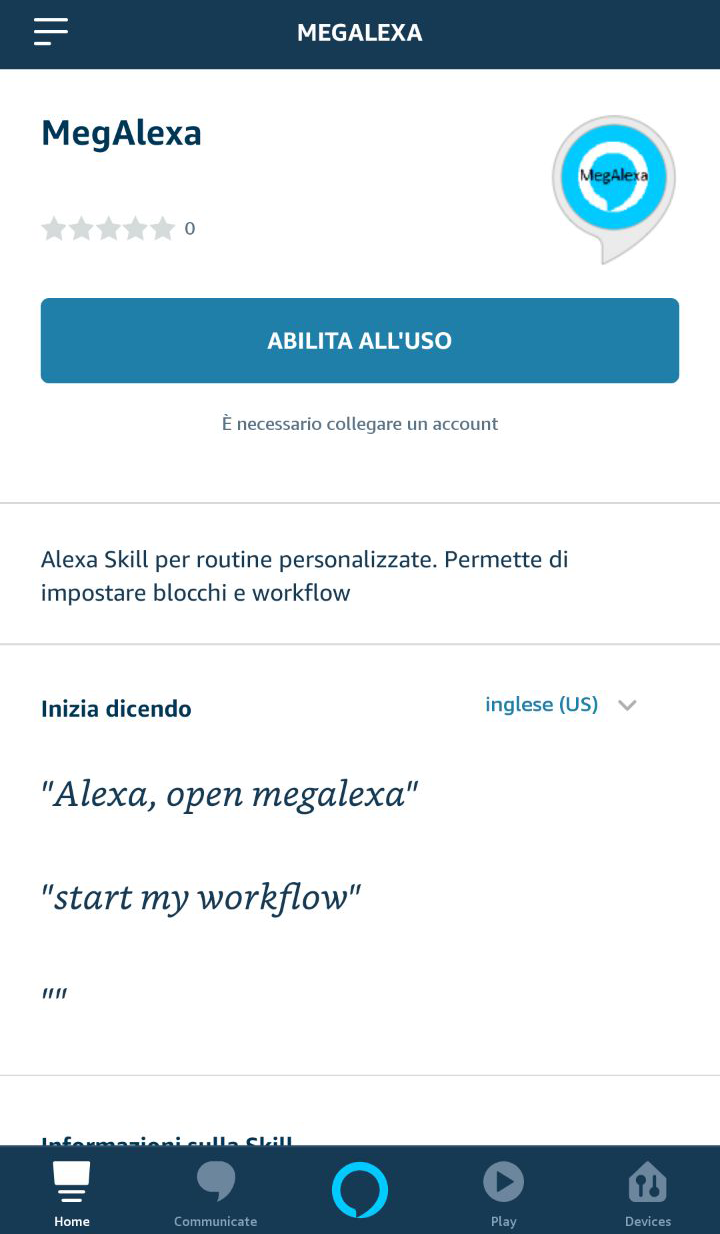 MEGALEXA
MegAlexa
MegAlexa
0
ABILITA ALL'USO
È necessario collegare un account
Alexa Skill per routine personalizzate. Permette di
impostare blocchi e workflow
Inizia dicendo
inglese (US)
"Alexa, open megalexa"
"start my workflow"
""
Informazioni sulla Skill
Home
Communicate
Play
Devices